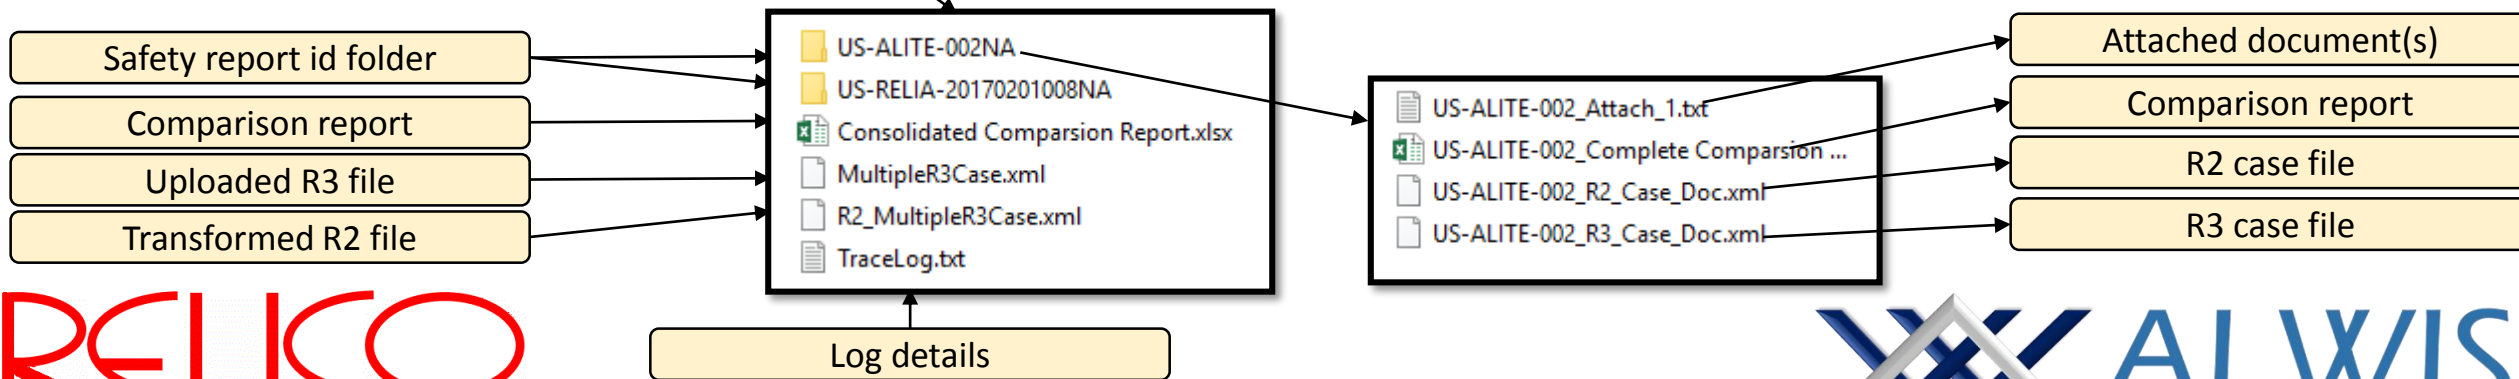 Safety report id folder
Comparison report
Uploaded R3 file
Transformed R2 file
US-ALITE-002NA
US-RELIA-20170201008NA
Consolidated Comparsion Report.xlsx
MultipleR3Case.xml
R2_MultipleR3Case.xml
TraceLog.txt
Log details
US-ALITE-002_Attach_1.txt
US-ALITE-002_Complete Comparsion ...
US-ALITE-002_R2_Case_Doc.xml
US-ALITE-002_R3_Case_Doc.xml
Attached document(s)
Comparison report
R2 case file
R3 case file